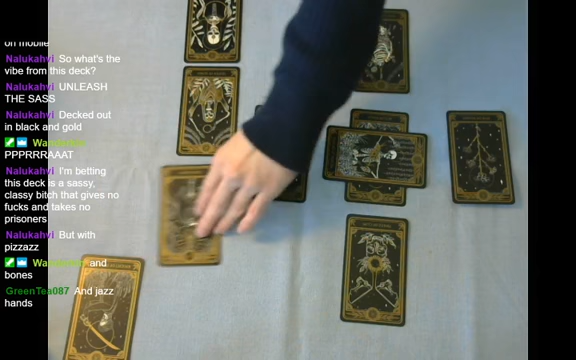 on mobile
Nalukahvi So what's the
vibe from this deck?
Nalukahvi UNLEASH
THE SASS
Nalukahvi Decked out
in black and gold
PPPRRRAAAT
Nalukahvi I'm betting
this deck is a sassy,
classy bitch that gives no
fucks and takes no
prisoners
Nalukahvi But with
pizzazz
and
bones
GreenTea087 And jazz
hands